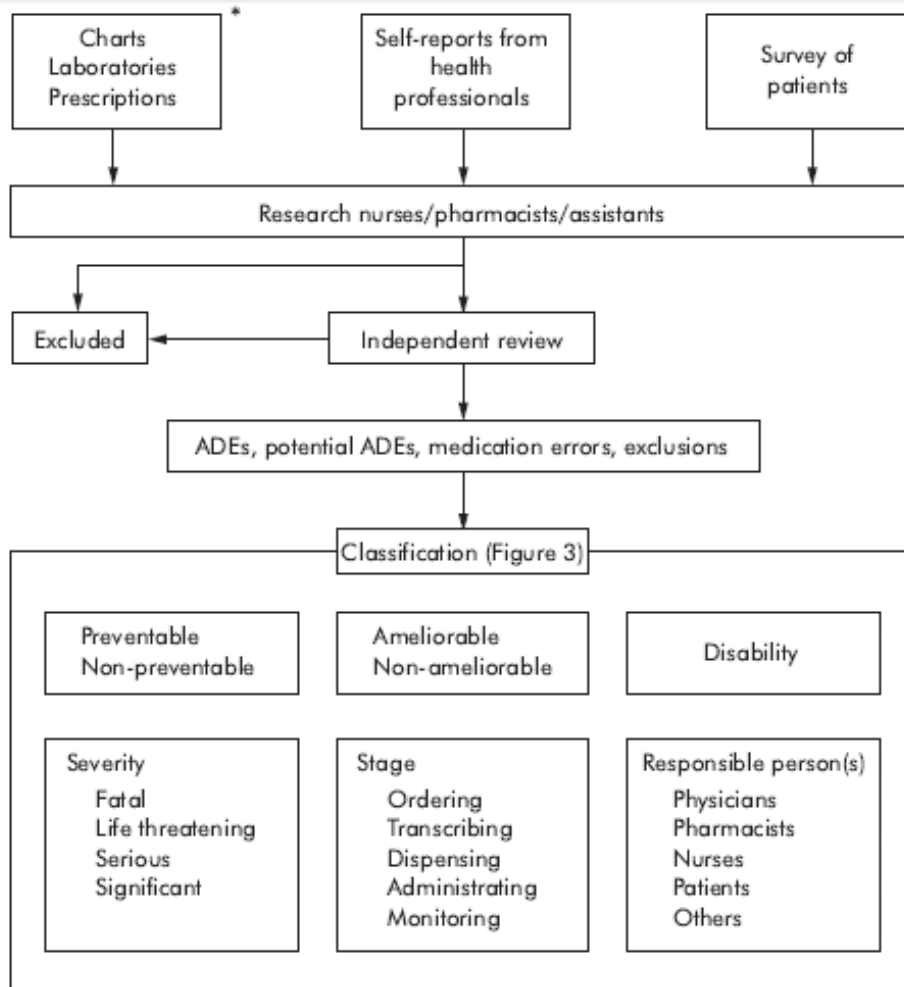 Charts
Laboratories
Prescriptions
*
Self-reports from
health
professionals
Survey of
patients
Research nurses/pharmacists/assistants
Excluded
Independent review
ADEs, potential ADEs, medication errors, exclusions
Classification (Figure 3)
Preventable
Non-preventable
Ameliorable
Non-ameliorable
Disability
Severity
Fatal
Life threatening
Serious
Significant
Stage
Ordering
Transcribing
Dispensing
Administrating
Monitoring
Responsible person(s)
Physicians
Pharmacists
Nurses
Patients
Others